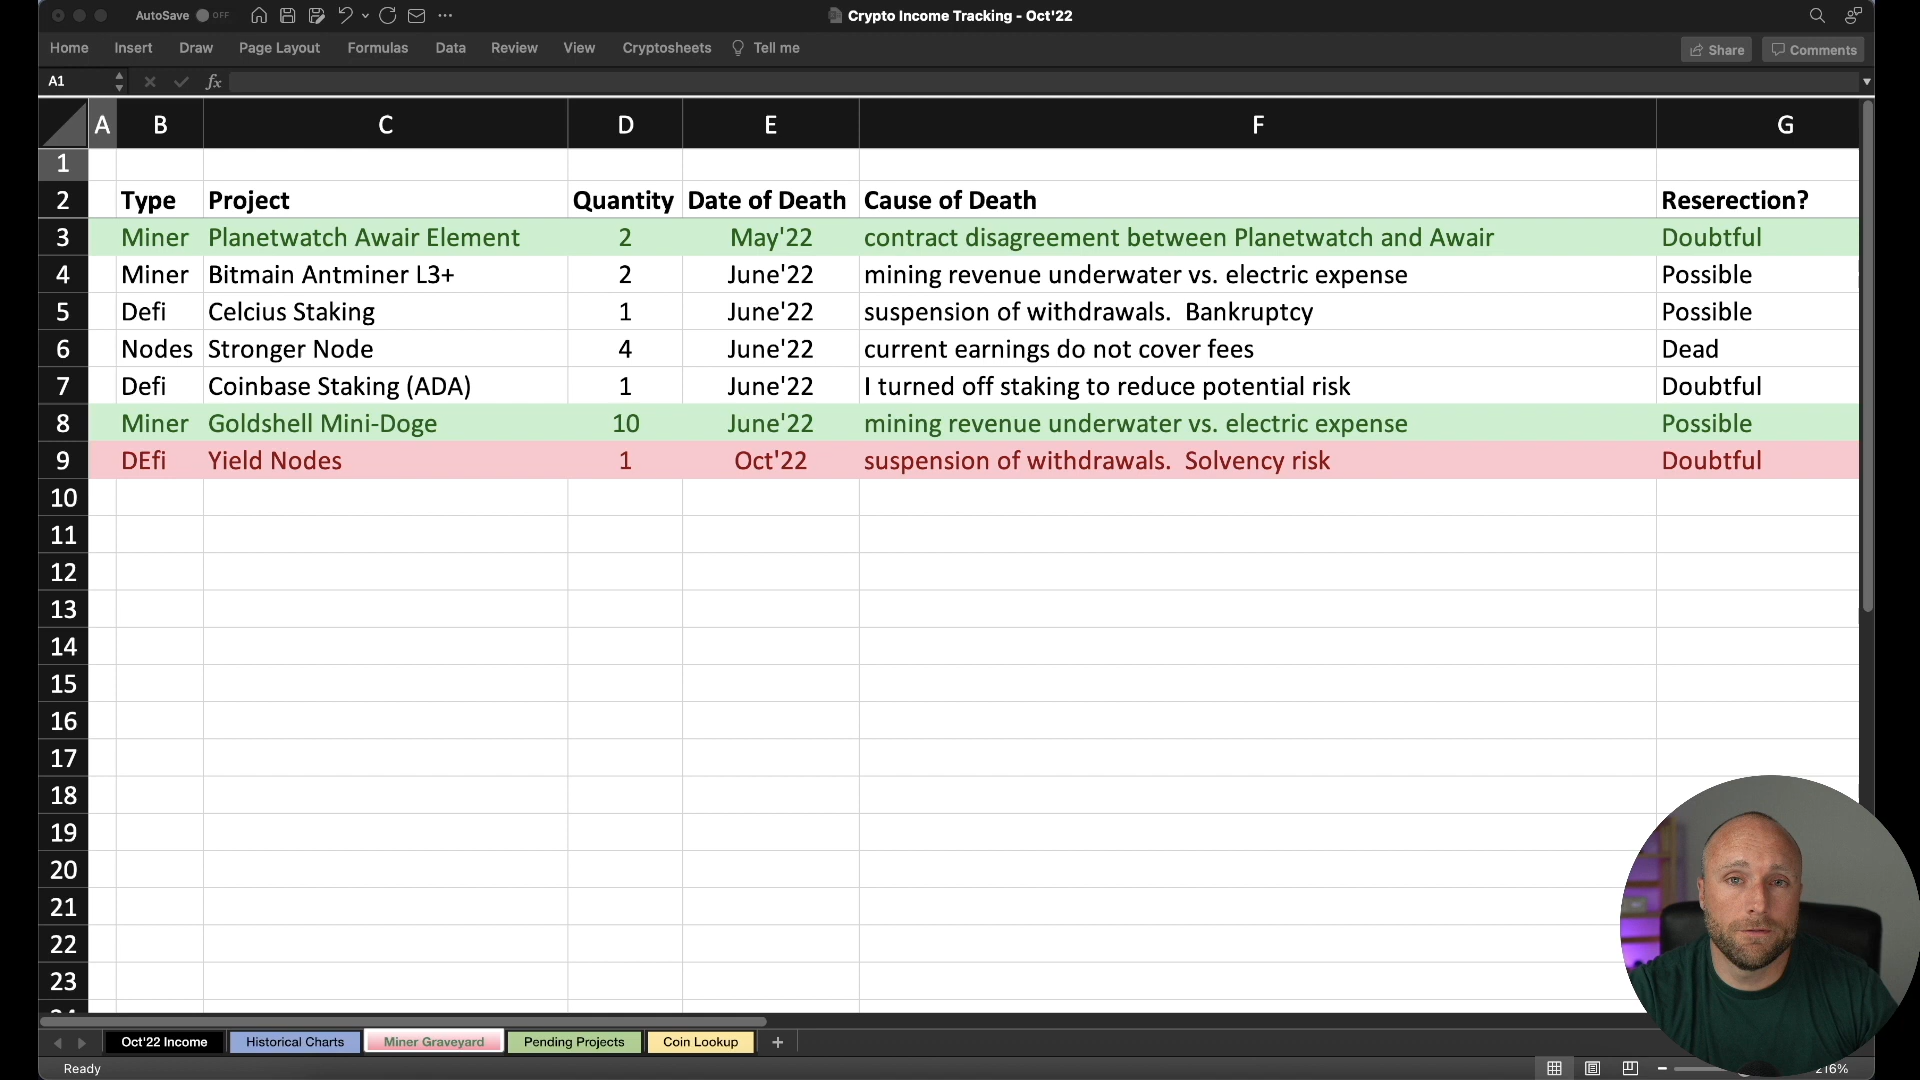 AutoSave OFF
Crypto Income Tracking - Oct'22
Home Insert Draw Page Layout Formulas Data Review View Cryptosheets Tell me
Share Comments
A1 fx
A B C D E F G
1
2 Type Project Quantity Date of Death Cause of Death Reserection?
3 Miner Planetwatch Awair Element 2 May'22 contract disagreement between Planetwatch and Awair Doubtful
4 Miner Bitmain Antminer L3+ 2 June'22 mining revenue underwater vs. electric expense Possible
5 Defi Celcius Staking 1 June'22 suspension of withdrawals. Bankruptcy Possible
6 Nodes Stronger Node 4 June'22 current earnings do not cover fees Dead
7 Defi Coinbase Staking (ADA) 1 June'22 I turned off staking to reduce potential risk Doubtful
8 Miner Goldshell Mini-Doge 10 June'22 mining revenue underwater vs. electric expense Possible
9 DEfi Yield Nodes 1 Oct'22 suspension of withdrawals. Solvency risk Doubtful
10
11
12
13
14
15
16
17
18
19
20
21
22
23
Oct'22 Income Historical Charts Miner Graveyard Pending Projects Coin Lookup +
Ready 216%